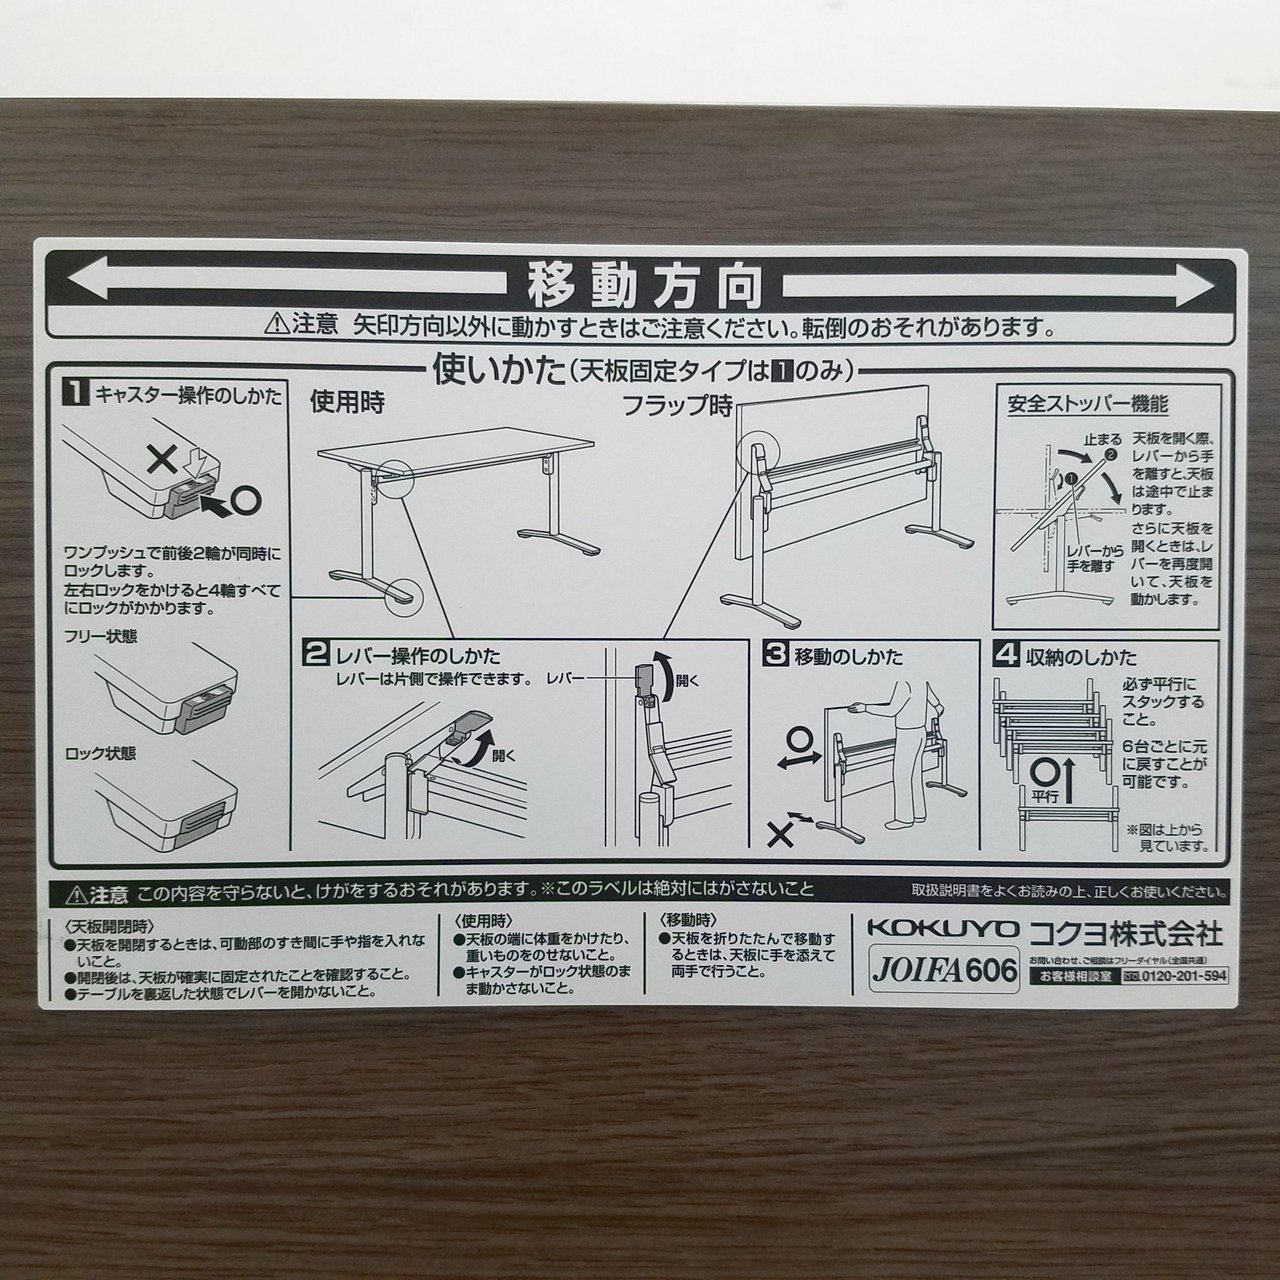 移動方向
⚠注意 矢印方向以外に動かすときはご注意ください。転倒のおそれがあります。
使いかた(天板固定タイプは1のみ)
1 キャスター操作のしかた
ワンプッシュで前後2輪が同時に
ロックします。
左右ロックをかけると4輪すべて
にロックがかかります。
フリー状態
ロック状態
使用時
フラップ時
安全ストッパー機能
止まる
2
1
レバーから
手を離す
天板を開く際、
レバーから手
を離すと、天板
は途中で止ま
ります。
さらに天板を
開くときは、レ
バーを再度開
いて、天板を
動かします。
2 レバー操作のしかた
レバーは片側で操作できます。
レバー
開く
開く
3 移動のしかた
4 収納のしかた
必ず平行に
スタックする
こと。
6台ごとに元
に戻すことが
可能です。
平行
※図は上から
見ています。
⚠注意 この内容を守らないと、けがをするおそれがあります。※このラベルは絶対にはがさないこと
取扱説明書をよくお読みの上、正しくお使いください。
〈天板開閉時〉
●天板を開閉するときは、可動部のすき間に手や指を入れな
いこと。
●開閉後は、天板が確実に固定されたことを確認すること。
●テーブルを裏返した状態でレバーを開かないこと。
〈使用時〉
●天板の端に体重をかけたり、
重いものをのせないこと。
●キャスターがロック状態のま
ま動かさないこと。
〈移動時〉
●天板を折りたたんで移動す
るときは、天板に手を添えて
両手で行うこと。
KOKUYO コクヨ株式会社
JOIFA606
お問い合わせ、ご相談はフリーダイヤル(全国共通)
お客様相談室 0120-201-594